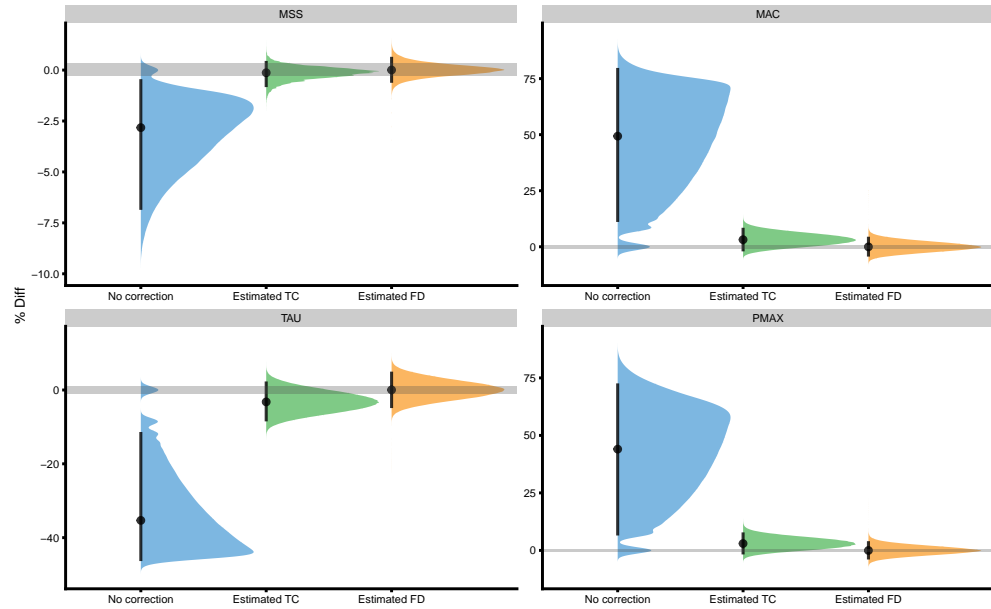 MSS
MAC
0.0
−2.5
−5.0
−7.5
−10.0
75
50
25
0
No correction
Estimated TC
Estimated FD
No correction
Estimated TC
Estimated FD
% Diff
TAU
PMAX
0
−20
−40
75
50
25
0
No correction
Estimated TC
Estimated FD
No correction
Estimated TC
Estimated FD